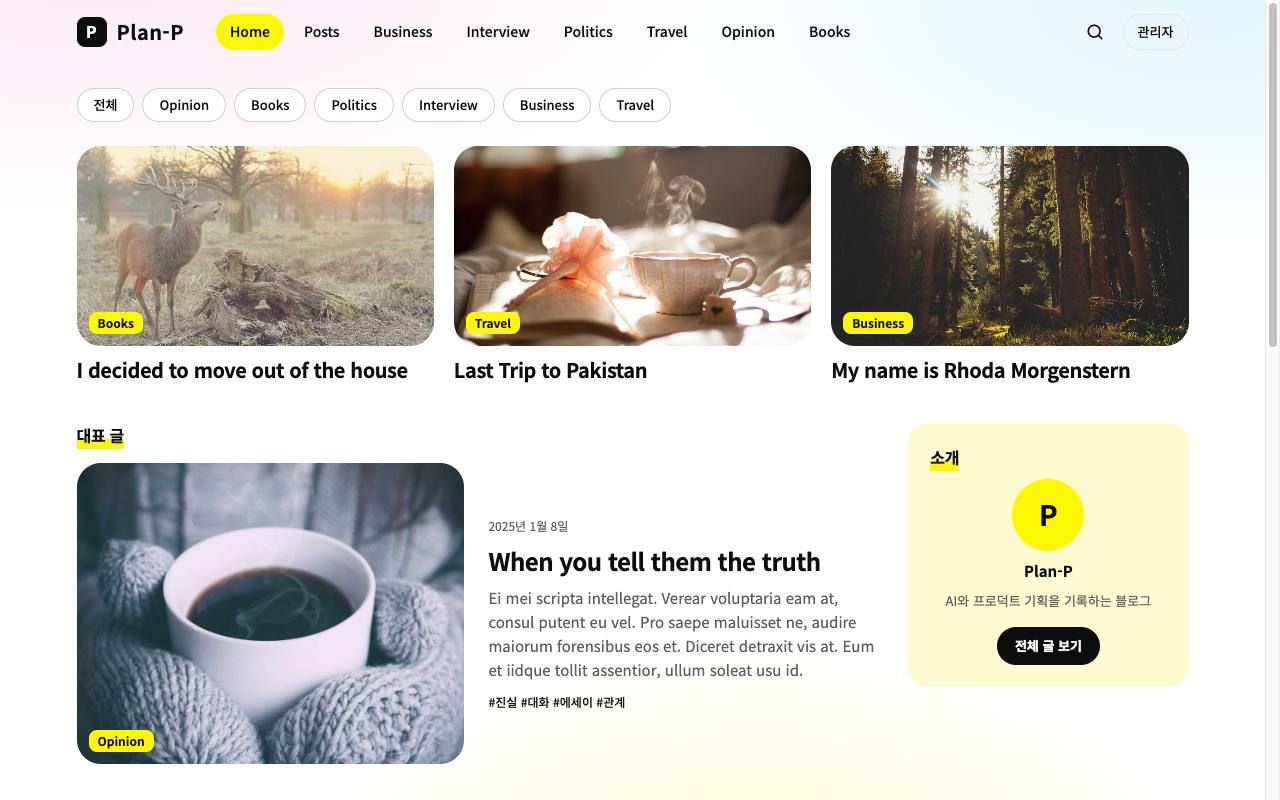 P Plan-P Home Posts Business Interview Politics Travel Opinion Books 관리자
전체 Opinion Books Politics Interview Business Travel
Books
Travel
Business
I decided to move out of the house
Last Trip to Pakistan
My name is Rhoda Morgenstern
대표 글
Opinion
2025년 1월 8일
When you tell them the truth
Ei mei scripta intellegat. Verear voluptaria eam at,
consul putent eu vel. Pro saepe maluisset ne, audire
maiorum forensibus eos et. Diceret detraxit vis at. Eum
et iidque tollit assentior, ullum soleat usu id.
#진실 #대화 #에세이 #관계
소개
P
Plan-P
AI와 프로덕트 기획을 기록하는 블로그
전체 글 보기